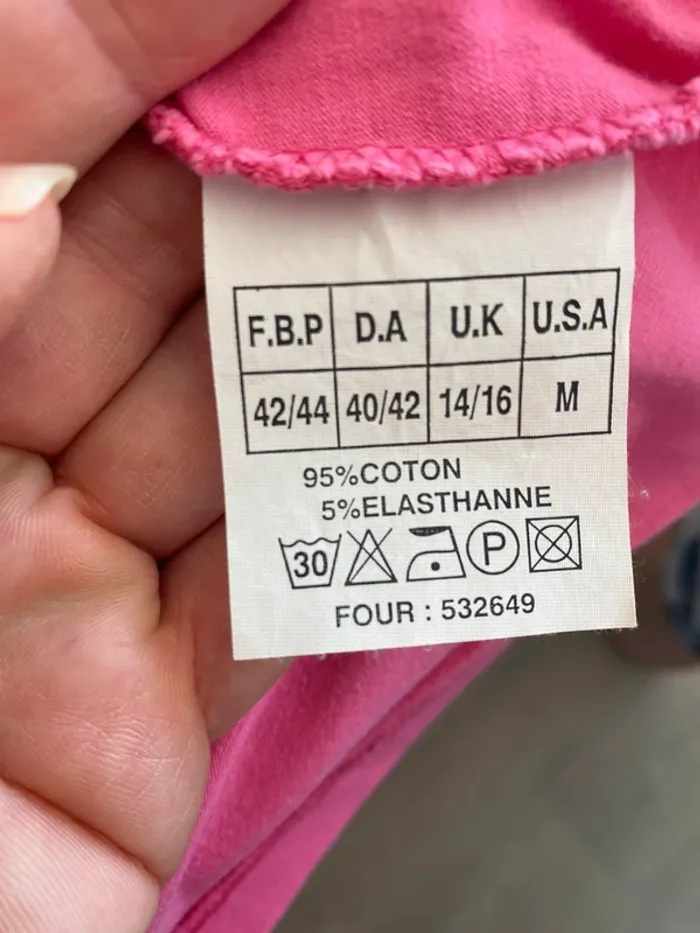 F.B.P D.A U.K U.S.A
42/44 40/42 14/16 M
95%COTON
5%ELASTHANNE
30 P
FOUR : 532649